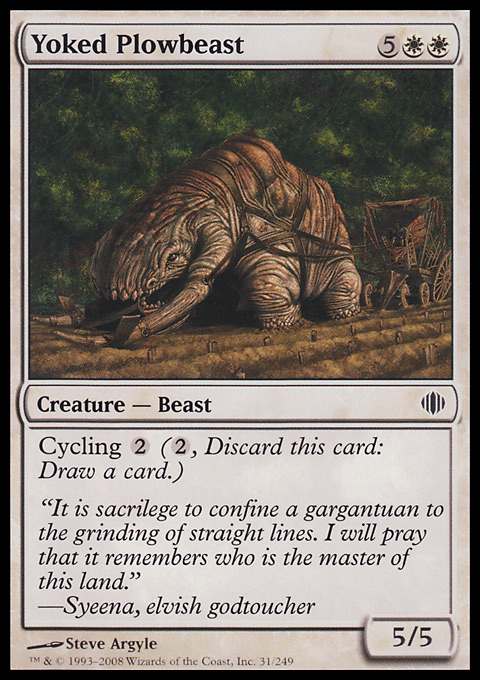 Yoked Plowbeast 5
Creature — Beast
Cycling 2 (2, Discard this card:
Draw a card.)
“It is sacrilege to confine a gargantuan to
the grinding of straight lines. I will pray
that it remembers who is the master of
this land.”
—Syeena, elvish godtoucher
5/5
Steve Argyle
™ & © 1993–2008 Wizards of the Coast, Inc. 31/249